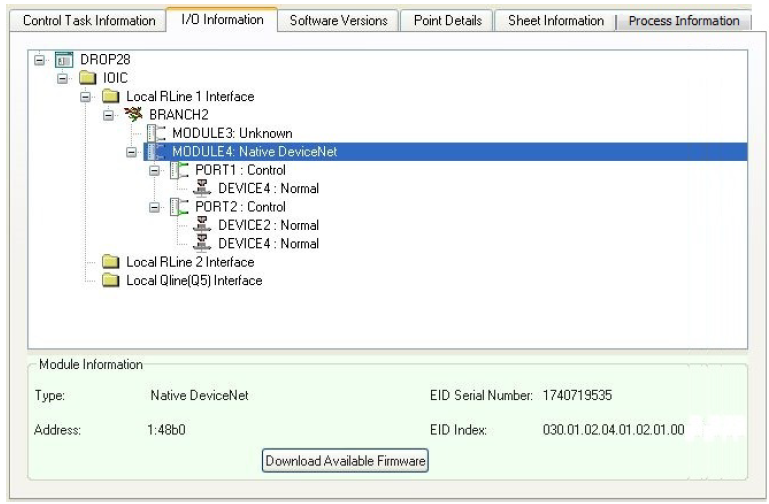 Control Task Information I/O Information Software Versions Point Details Sheet Information Process Information
DROP28
IOIC
Local RLine 1 Interface
BRANCH2
MODULE3: Unknown
MODULE4: Native DeviceNet
PORT1 : Control
DEVICE4 : Normal
PORT2 : Control
DEVICE2 : Normal
DEVICE4 : Normal
Local RLine 2 Interface
Local Qline(Q5) Interface
Module Information
Type: Native DeviceNet EID Serial Number: 1740719535
Address: 1:48b0 EID Index: 030.01.02.04.01.02.01.00
Download Available Firmware